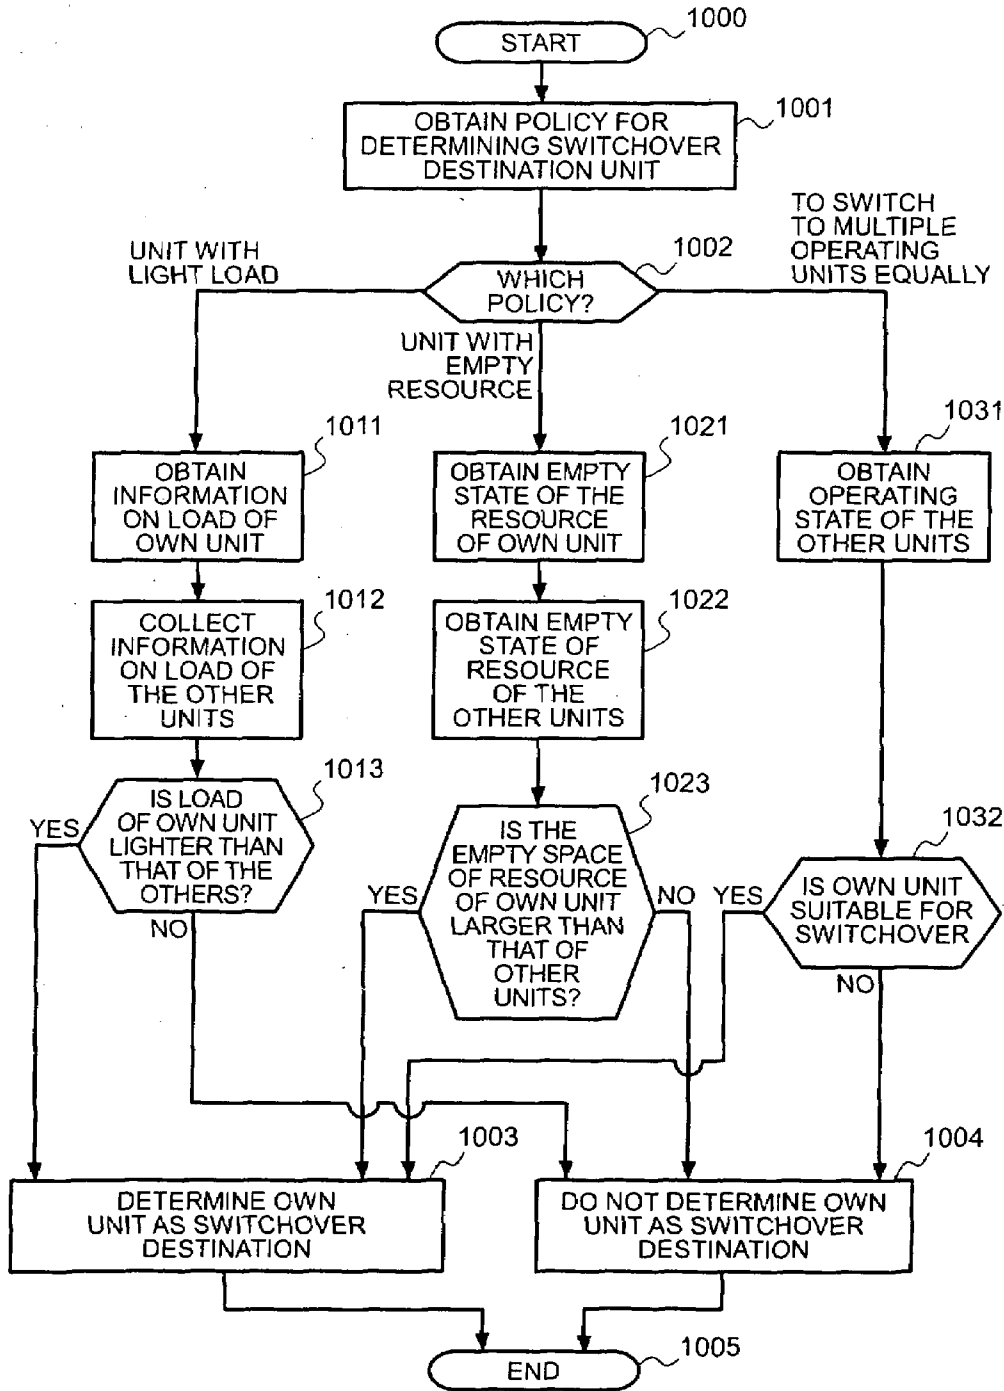 START
1000
OBTAIN POLICY FOR
DETERMINING SWITCHOVER
DESTINATION UNIT
1001
WHICH
POLICY?
1002
UNIT WITH
LIGHT LOAD
UNIT WITH
EMPTY
RESOURCE
TO SWITCH
TO MULTIPLE
OPERATING
UNITS EQUALLY
OBTAIN
INFORMATION
ON LOAD OF
OWN UNIT
1011
OBTAIN EMPTY
STATE OF THE
RESOURCE
OF OWN UNIT
1021
OBTAIN
OPERATING
STATE OF THE
OTHER UNITS
1031
COLLECT
INFORMATION
ON LOAD OF
THE OTHER
UNITS
1012
OBTAIN EMPTY
STATE OF
RESOURCE
OF THE
OTHER UNITS
1022
IS LOAD
OF OWN UNIT
LIGHTER THAN
THAT OF THE
OTHERS?
1013
YES
NO
IS THE
EMPTY SPACE
OF RESOURCE
OF OWN UNIT
LARGER THAN
THAT OF
OTHER
UNITS?
1023
YES
NO
IS OWN UNIT
SUITABLE FOR
SWITCHOVER
1032
YES
NO
DETERMINE OWN
UNIT AS SWITCHOVER
DESTINATION
1003
DO NOT DETERMINE OWN
UNIT AS SWITCHOVER
DESTINATION
1004
END
1005